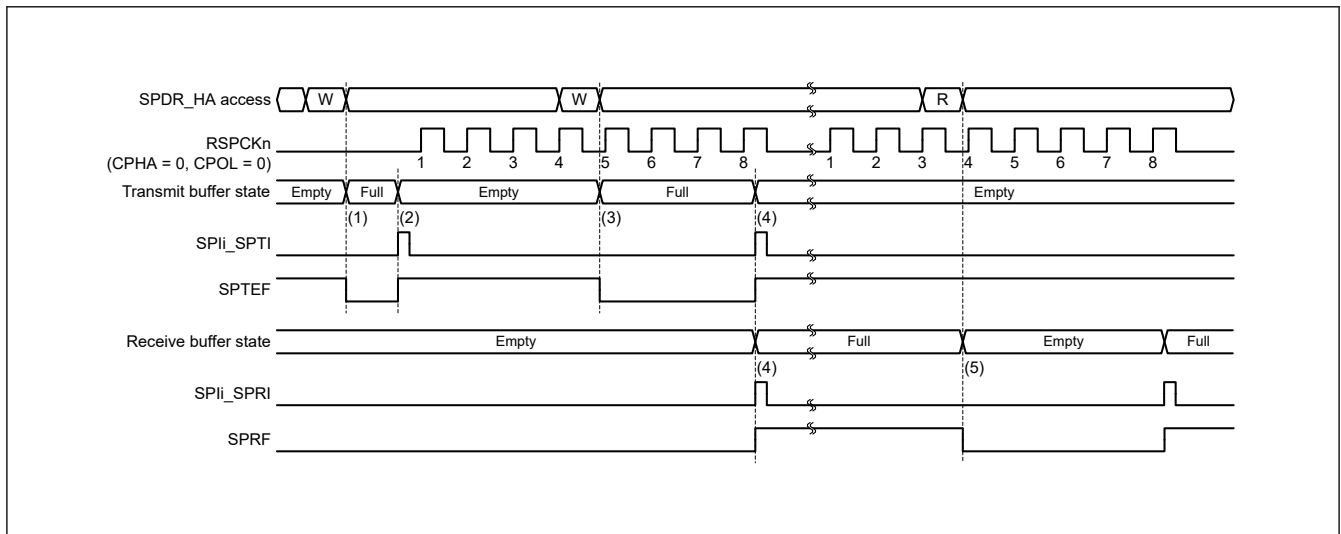 SPDR_HA access W W R
RSPCKn
(CPHA = 0, CPOL = 0)
1 2 3 4 5 6 7 8 1 2 3 4 5 6 7 8
Transmit buffer state Empty Full Empty Full Empty
(1) (2) (3) (4)
SPIi_SPTI
SPTEF
Receive buffer state Empty Full Empty Full
(4) (5)
SPIi_SPRI
SPRF